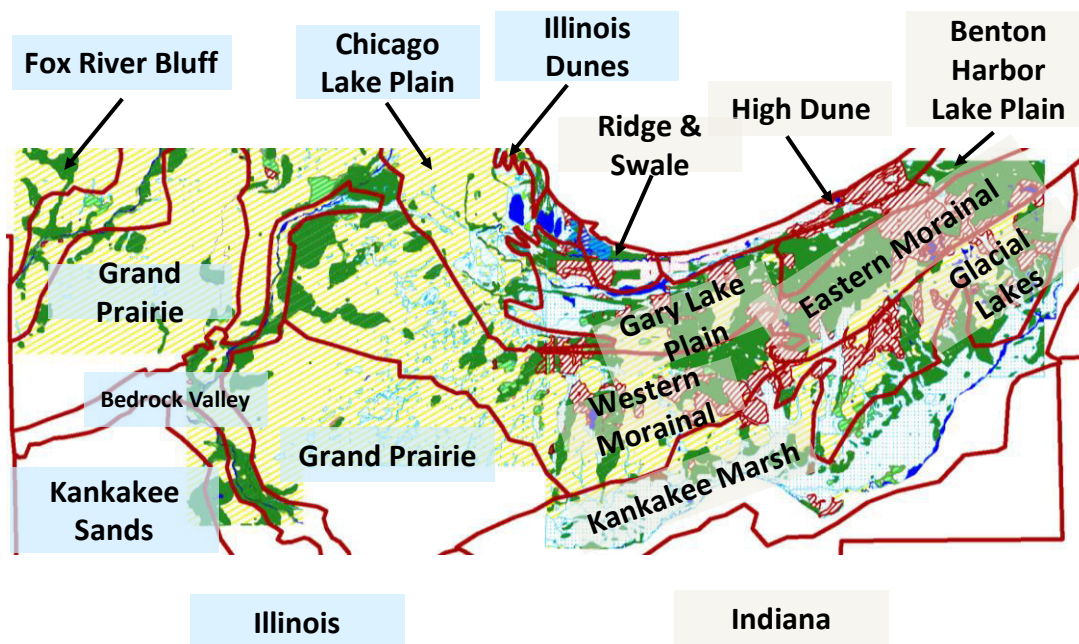 Fox River Bluff
Chicago
Lake Plain
Illinois
Dunes
Ridge &
Swale
High Dune
Benton
Harbor
Lake Plain
Grand
Prairie
Gary Lake
Plain
Eastern Morainal
Glacial
Lakes
Bedrock Valley
Western
Morainal
Grand Prairie
Kankakee Marsh
Kankakee
Sands
Illinois
Indiana